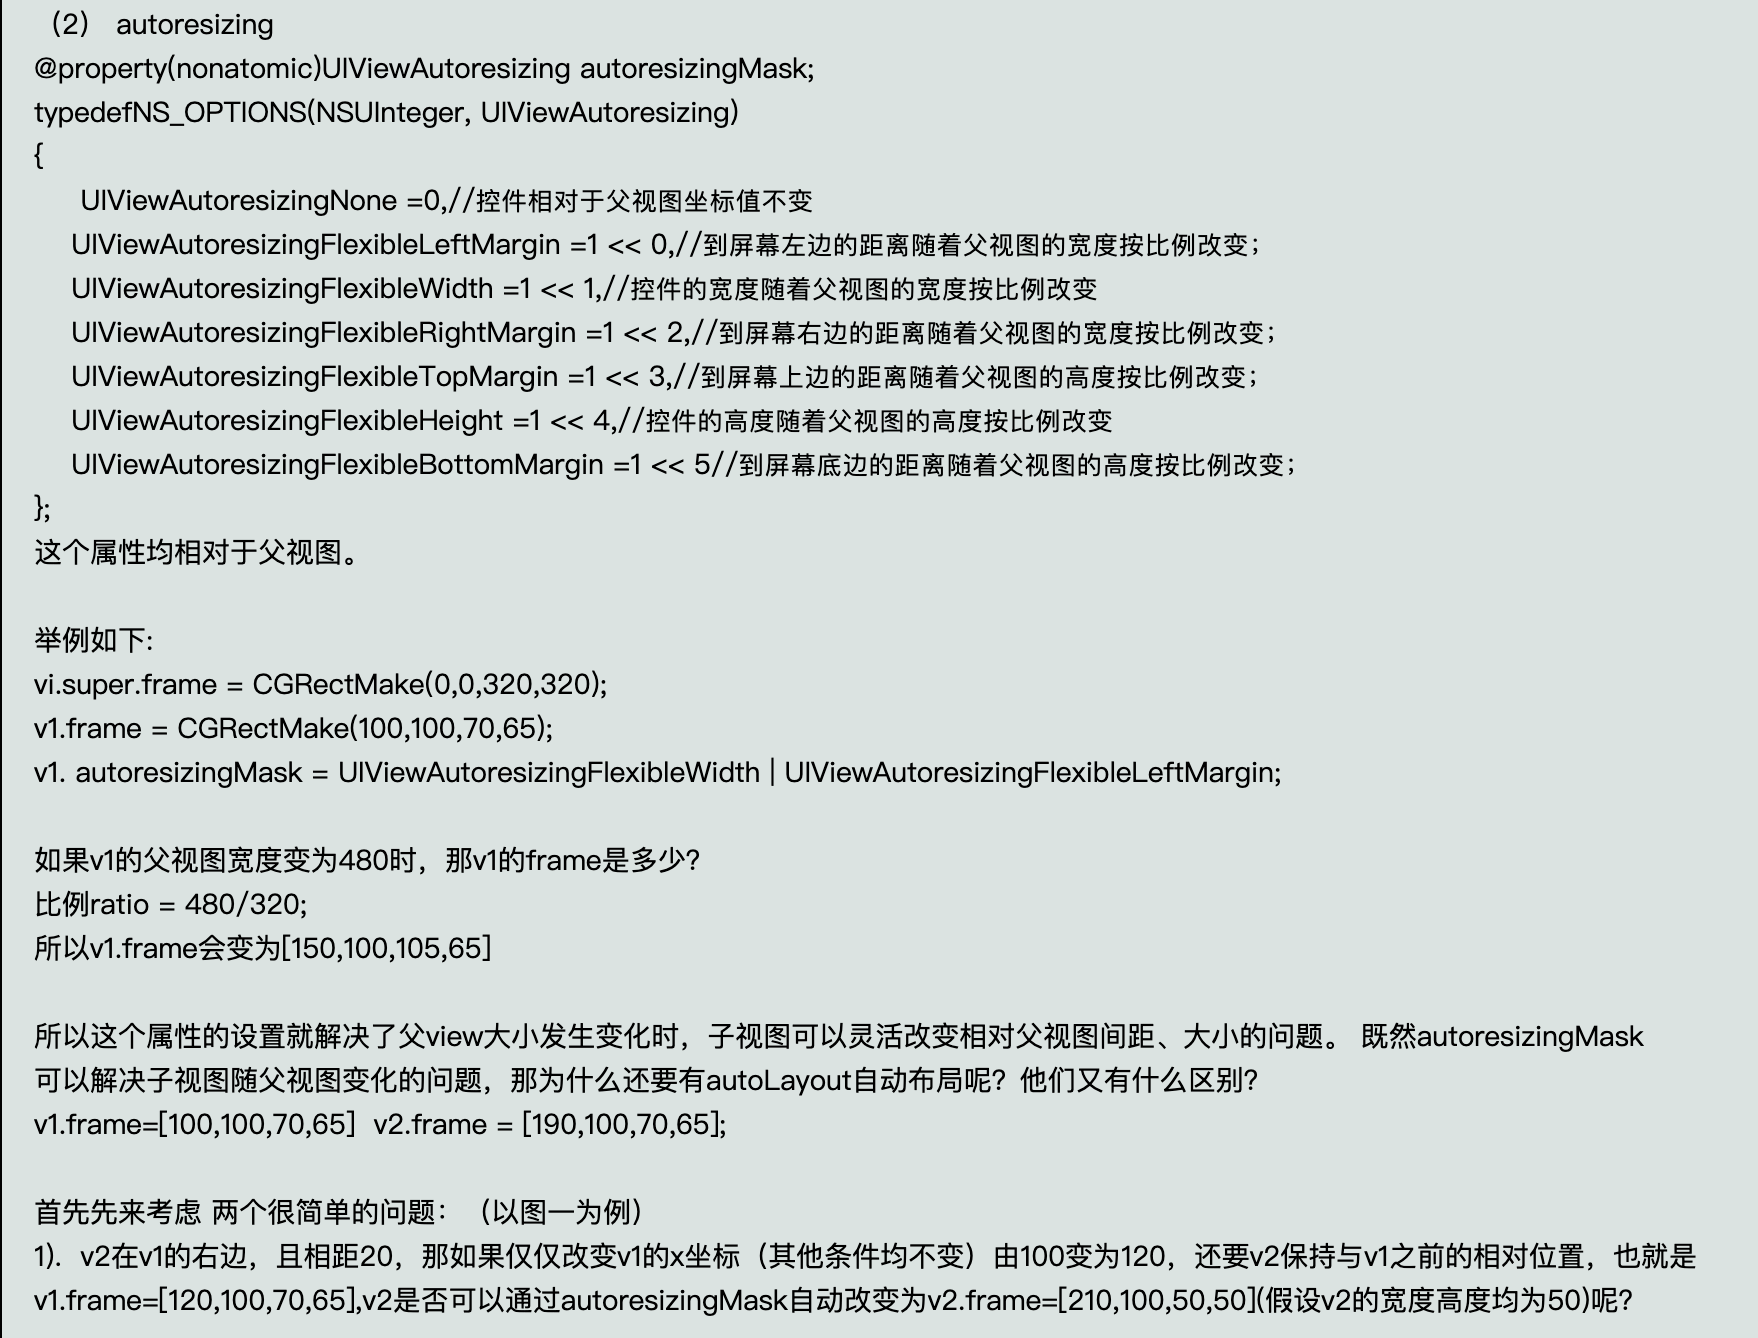 （2） autoresizing
@property(nonatomic)UIViewAutoresizing autoresizingMask;
typedefNS_OPTIONS(NSUInteger, UIViewAutoresizing)
{
UIViewAutoresizingNone =0,//控件相对于父视图坐标值不变
UIViewAutoresizingFlexibleLeftMargin =1 << 0,//到屏幕左边的距离随着父视图的宽度按比例改变；
UIViewAutoresizingFlexibleWidth =1 << 1,//控件的宽度随着父视图的宽度按比例改变
UIViewAutoresizingFlexibleRightMargin =1 << 2,//到屏幕右边的距离随着父视图的宽度按比例改变；
UIViewAutoresizingFlexibleTopMargin =1 << 3,//到屏幕上边的距离随着父视图的高度按比例改变；
UIViewAutoresizingFlexibleHeight =1 << 4,//控件的高度随着父视图的高度按比例改变
UIViewAutoresizingFlexibleBottomMargin =1 << 5//到屏幕底边的距离随着父视图的高度按比例改变；
};
这个属性均相对于父视图。
举例如下:
vi.super.frame = CGRectMake(0,0,320,320);
v1.frame = CGRectMake(100,100,70,65);
v1. autoresizingMask = UIViewAutoresizingFlexibleWidth | UIViewAutoresizingFlexibleLeftMargin;
如果v1的父视图宽度变为480时，那v1的frame是多少？
比例ratio = 480/320;
所以v1.frame会变为[150,100,105,65]
所以这个属性的设置就解决了父view大小发生变化时，子视图可以灵活改变相对父视图间距、大小的问题。 既然autoresizingMask
可以解决子视图随父视图变化的问题，那为什么还要有autoLayout自动布局呢？他们又有什么区别？
v1.frame=[100,100,70,65]  v2.frame = [190,100,70,65];
首先先来考虑 两个很简单的问题：（以图一为例）
1).  v2在v1的右边，且相距20，那如果仅仅改变v1的x坐标（其他条件均不变）由100变为120，还要v2保持与v1之前的相对位置，也就是
v1.frame=[120,100,70,65],v2是否可以通过autoresizingMask自动改变为v2.frame=[210,100,50,50](假设v2的宽度高度均为50)呢？